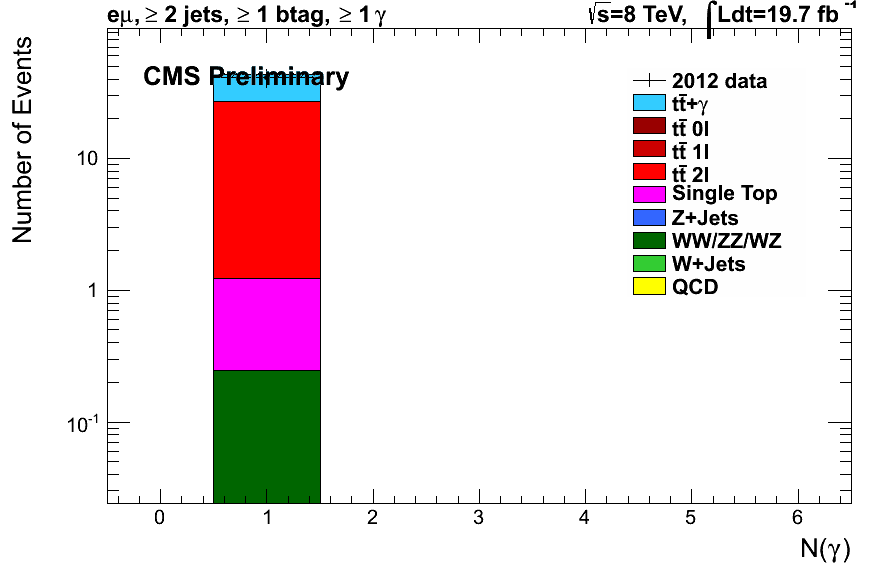 eμ, ≥ 2 jets, ≥ 1 btag, ≥ 1 γ
√s=8 TeV, ∫Ldt=19.7 fb⁻¹
CMS Preliminary
2012 data
tt̄+γ
tt̄ 0l
tt̄ 1l
tt̄ 2l
Single Top
Z+Jets
WW/ZZ/WZ
W+Jets
QCD
Number of Events
10
1
10⁻¹
0 1 2 3 4 5 6
N(γ)